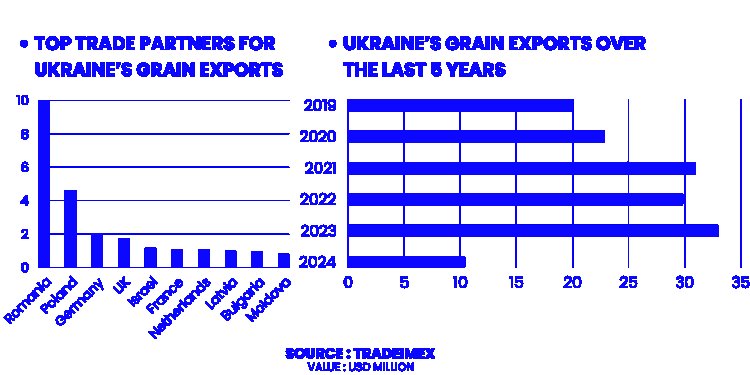 • TOP TRADE PARTNERS FOR
UKRAINE'S GRAIN EXPORTS
10
8
6
4
2
0
Romania
Poland
Germany
UK
Israel
France
Netherlands
Latvia
Bulgaria
Moldova
• UKRAINE'S GRAIN EXPORTS OVER
THE LAST 5 YEARS
2019
2020
2021
2022
2023
2024
0 5 10 15 20 25 30 35
SOURCE : TRADEIMEX
VALUE : USD MILLION